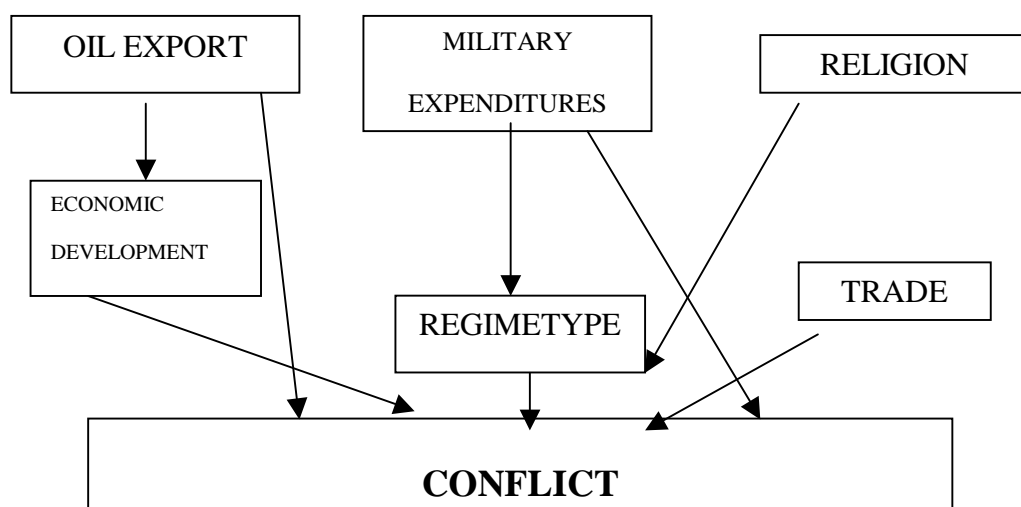 OIL EXPORT
MILITARY
EXPENDITURES
RELIGION
ECONOMIC
DEVELOPMENT
TRADE
REGIMETYPE
CONFLICT